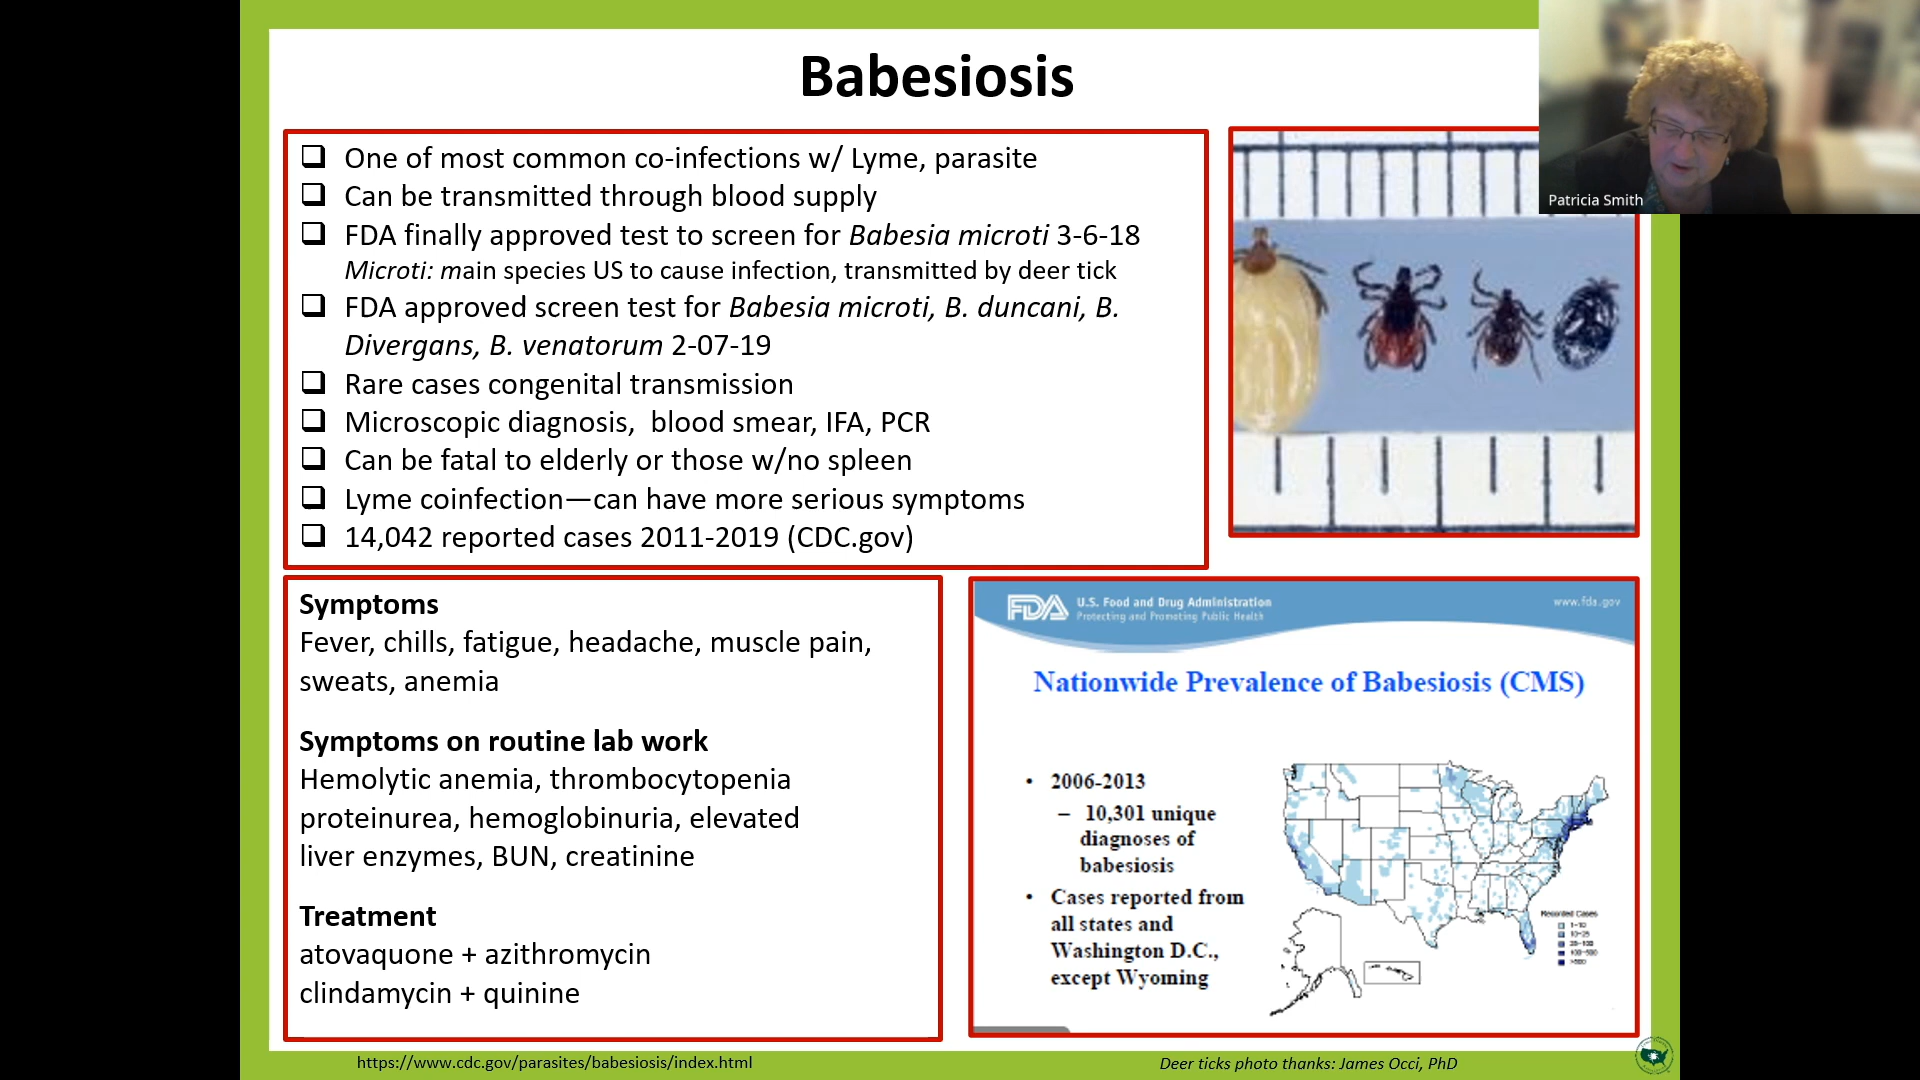 Babesiosis
Patricia Smith
❑ One of most common co-infections w/ Lyme, parasite
❑ Can be transmitted through blood supply
❑ FDA finally approved test to screen for Babesia microti 3-6-18
Microti: main species US to cause infection, transmitted by deer tick
❑ FDA approved screen test for Babesia microti, B. duncani, B.
Divergans, B. venatorum 2-07-19
❑ Rare cases congenital transmission
❑ Microscopic diagnosis,  blood smear, IFA, PCR
❑ Can be fatal to elderly or those w/no spleen
❑ Lyme coinfection—can have more serious symptoms
❑ 14,042 reported cases 2011-2019 (CDC.gov)
Symptoms
Fever, chills, fatigue, headache, muscle pain,
sweats, anemia
Symptoms on routine lab work
Hemolytic anemia, thrombocytopenia
proteinurea, hemoglobinuria, elevated
liver enzymes, BUN, creatinine
Treatment
atovaquone + azithromycin
clindamycin + quinine
FDA U.S. Food and Drug Administration
Protecting and Promoting Public Health
www.fda.gov
Nationwide Prevalence of Babesiosis (CMS)
• 2006-2013
– 10,301 unique
diagnoses of
babesiosis
• Cases reported from
all states and
Washington D.C.,
except Wyoming
Recorded Cases
1-10
100-500
>500
https://www.cdc.gov/parasites/babesiosis/index.html
Deer ticks photo thanks: James Occi, PhD